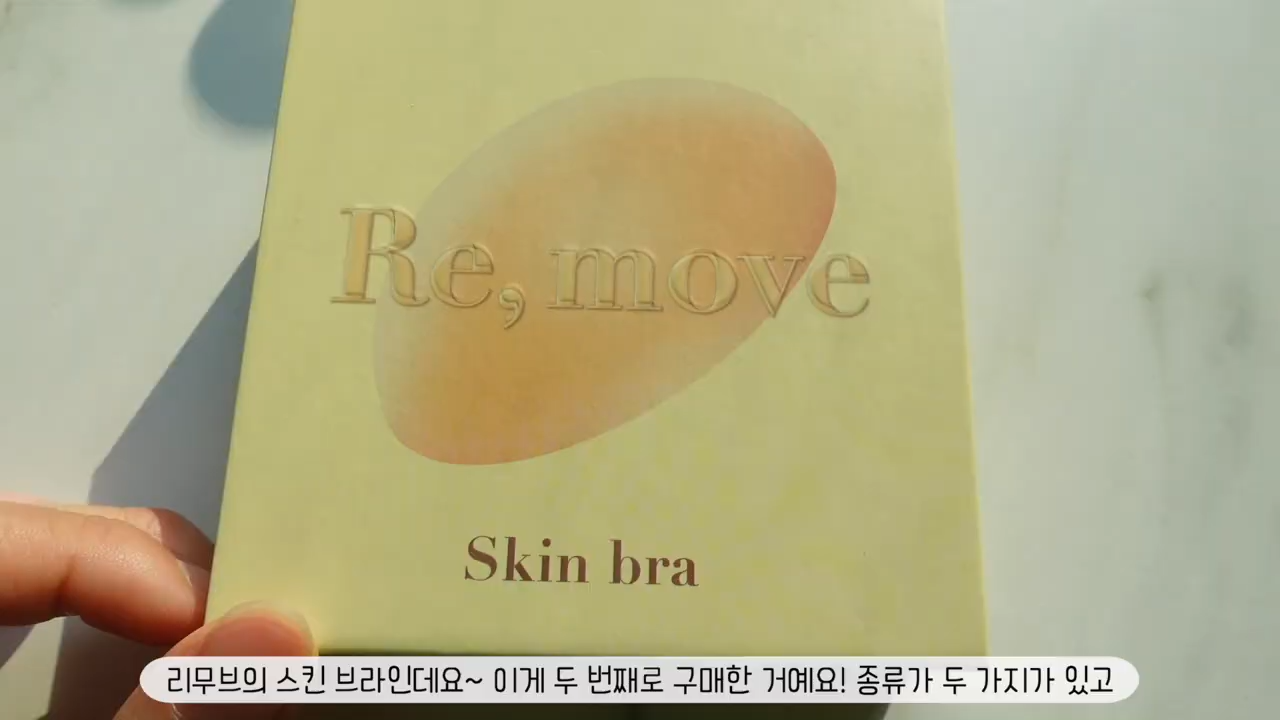 Re, move
Skin bra
리무브의 스킨 브라인데요~ 이게 두 번째로 구매한 거예요! 종류가 두 가지가 있고